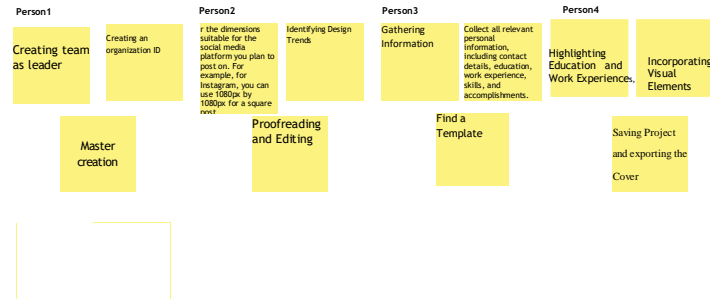 Person1
Person2
Person3
Person4
Creating team
as leader
Creating an
organization ID
r the dimensions
suitable for the
social media
platform you plan to
post on. For
example, for
Instagram, you can
use 1080px by
1080px for a square
post
Identifying Design
Trends
Gathering
Information
Collect all relevant
personal
information,
including contact
details, education,
work experience,
skills, and
accomplishments.
Highlighting
Education and
Work Experiences,
Incorporating
Visual
Elements
Master
creation
Proofreading
and Editing
Find a
Template
Saving Project
and exporting the
Cover